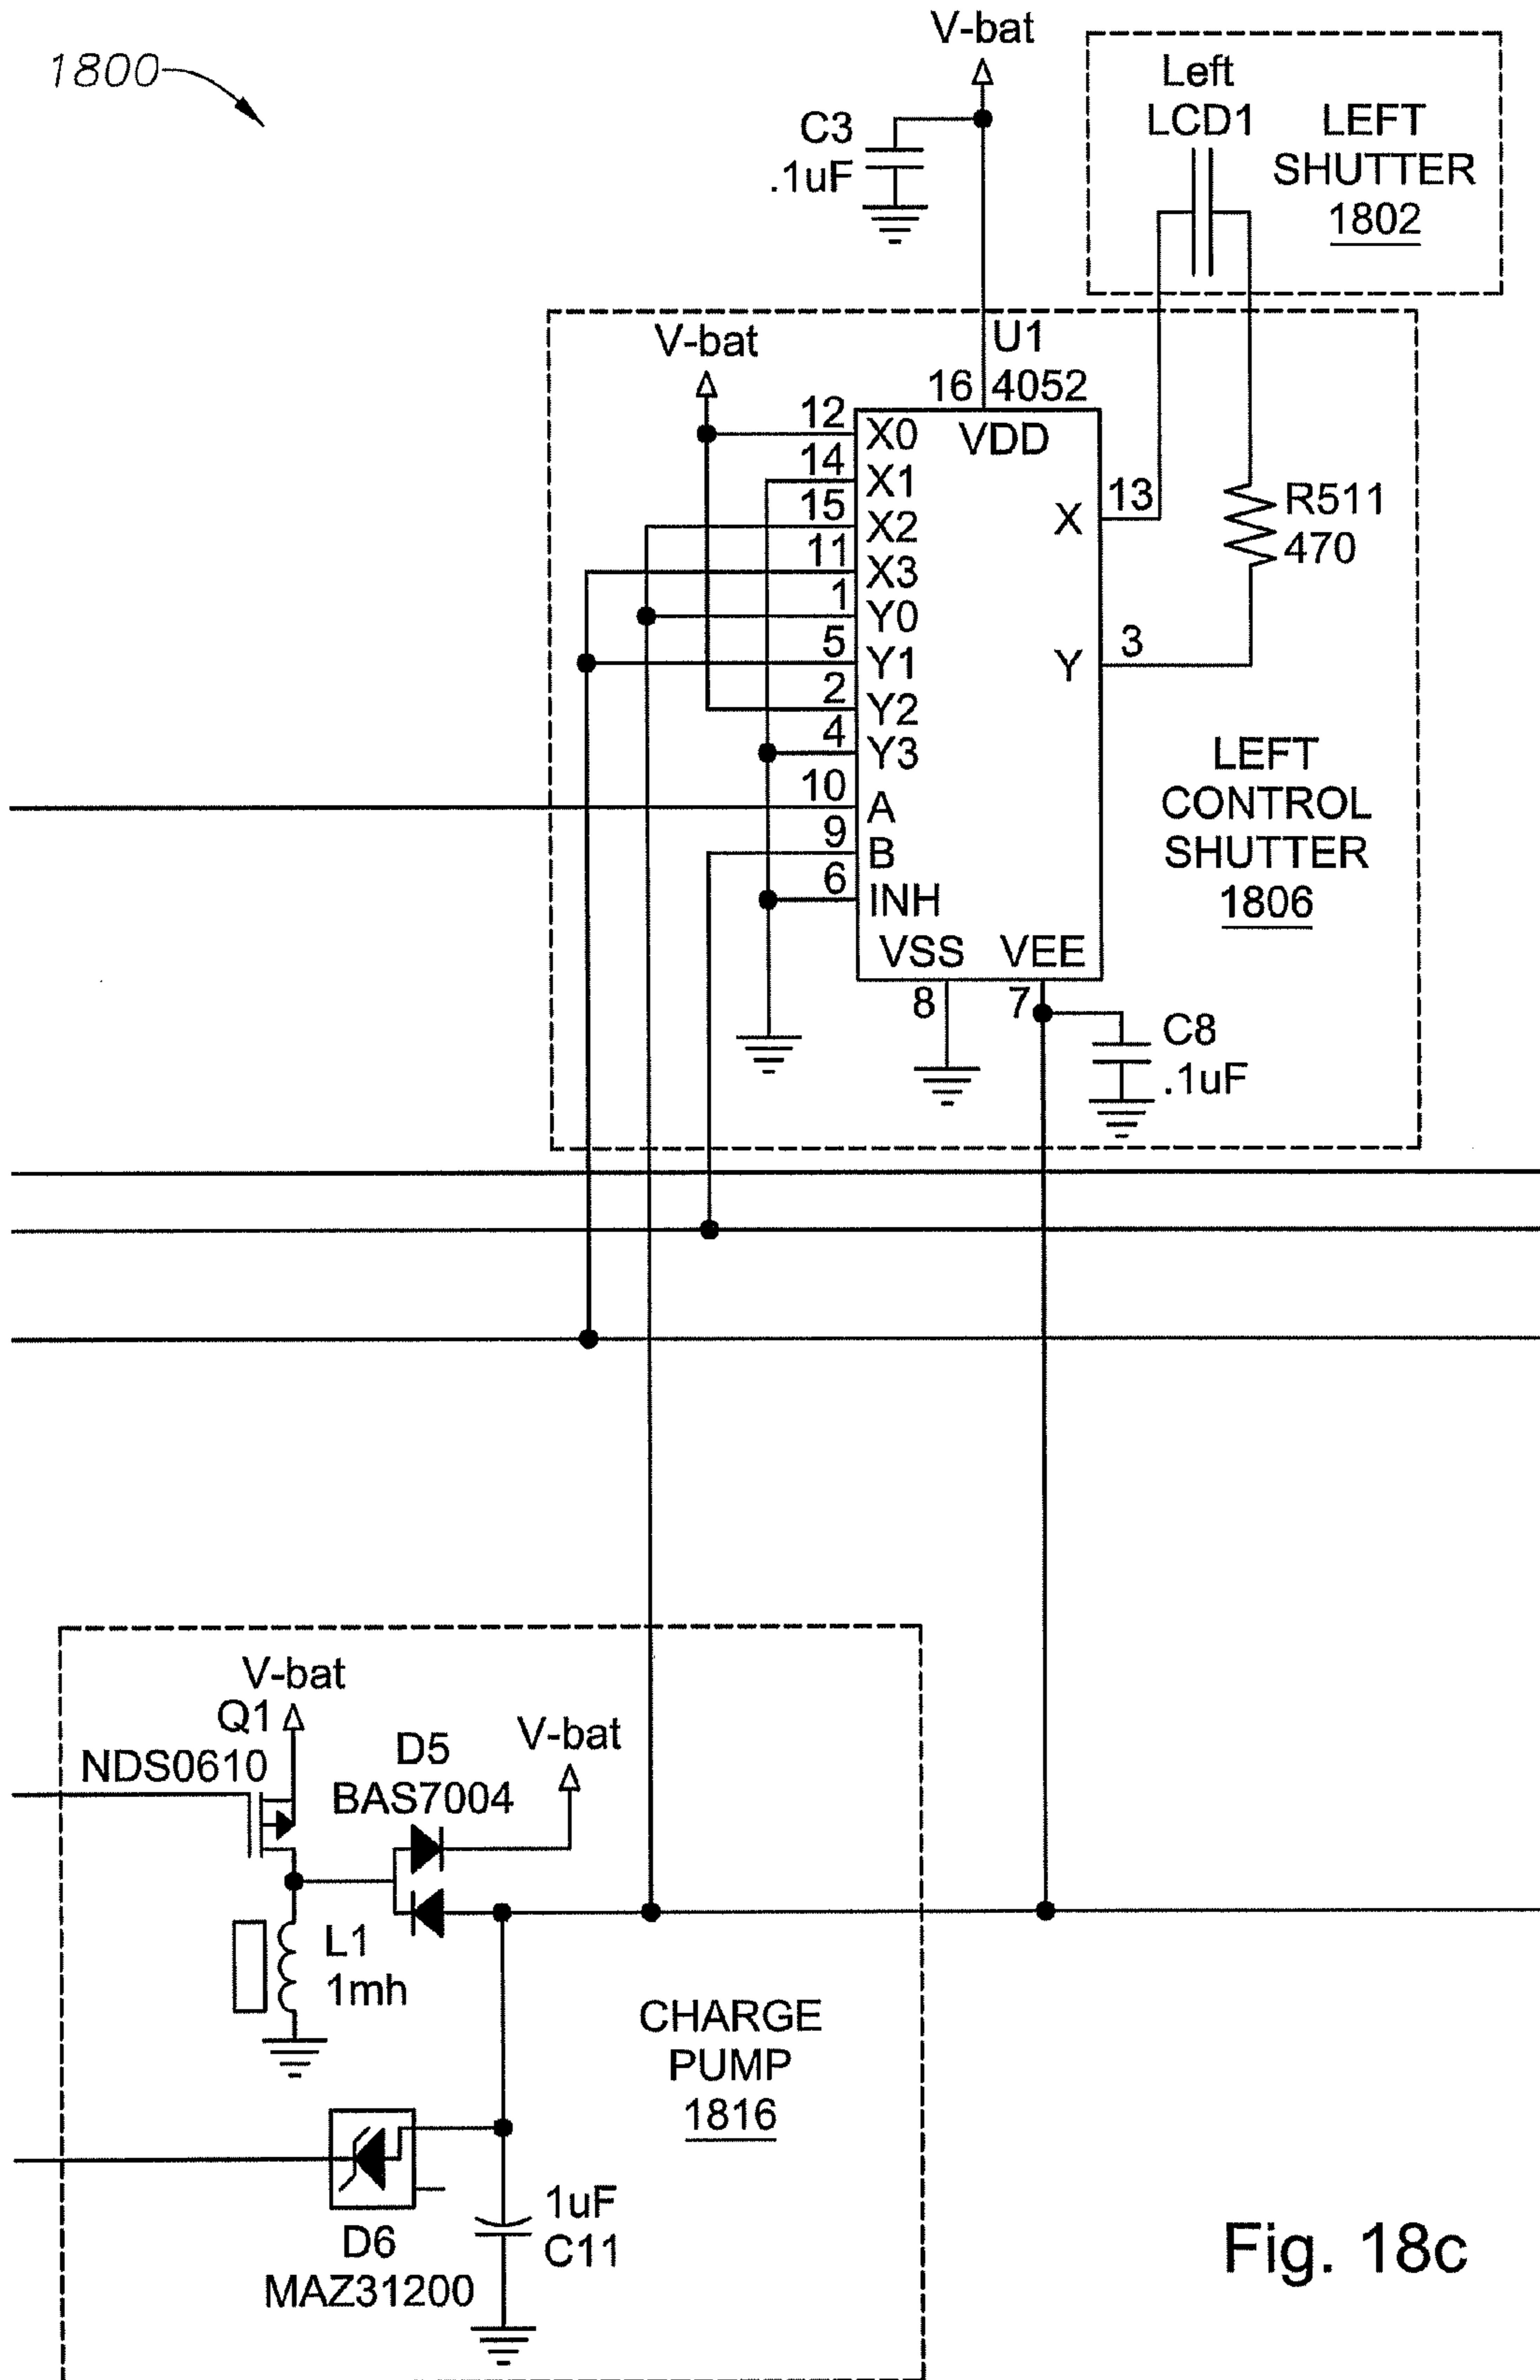 1800
V-bat
C3
.1uF
Left
LCD1
LEFT
SHUTTER
1802
V-bat
U1
16 4052
VDD
12 X0
14 X1
15 X2
11 X3
1 Y0
5 Y1
2 Y2
4 Y3
10 A
9 B
6 INH
X 13
Y 3
R511
470
VSS VEE
8 7
C8
.1uF
LEFT
CONTROL
SHUTTER
1806
V-bat
Q1
NDS0610
D5
BAS7004
V-bat
L1
1mh
CHARGE
PUMP
1816
D6
MAZ31200
1uF
C11
Fig. 18c